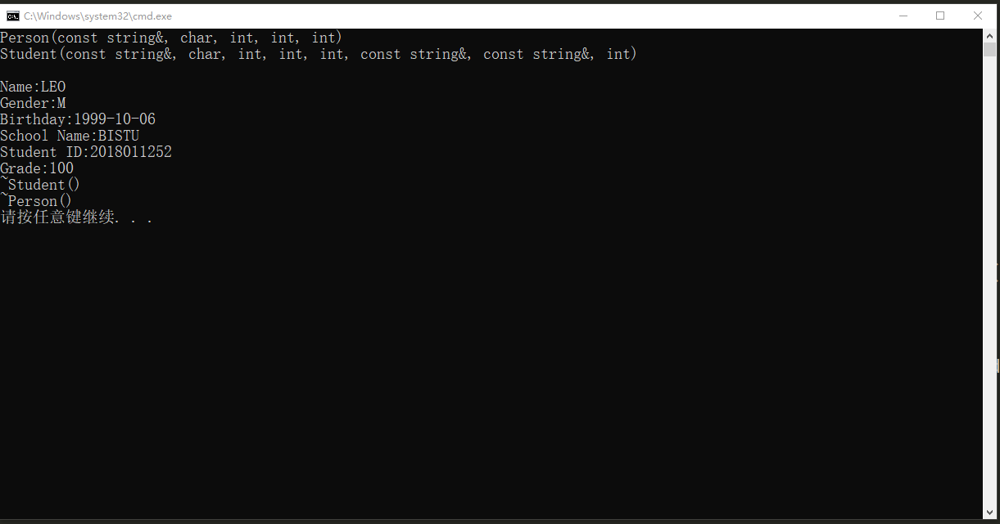 C:\Windows\system32\cmd.exe
Person(const string&, char, int, int, int)
Student(const string&, char, int, int, int, const string&, const string&, int)
Name:LEO
Gender:M
Birthday:1999-10-06
School Name:BISTU
Student ID:2018011252
Grade:100
~Student()
~Person()
请按任意键继续. . .